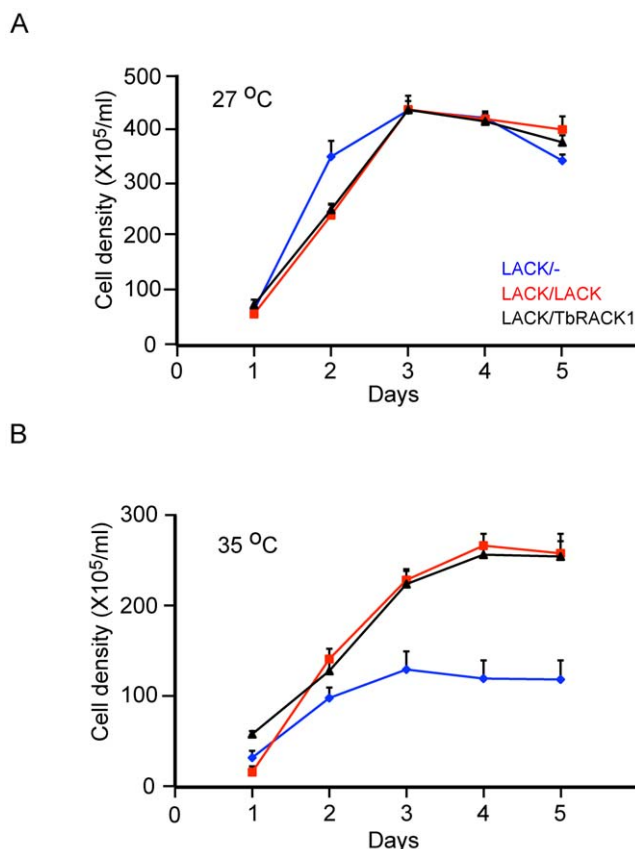 A
Cell density (X10⁵/ml)
500
400
300
200
100
0
27 °C
LACK/-
LACK/LACK
LACK/TbRACK1
0 1 2 3 4 5
Days
B
Cell density (X10⁵/ml)
300
200
100
0
35 °C
0 1 2 3 4 5
Days